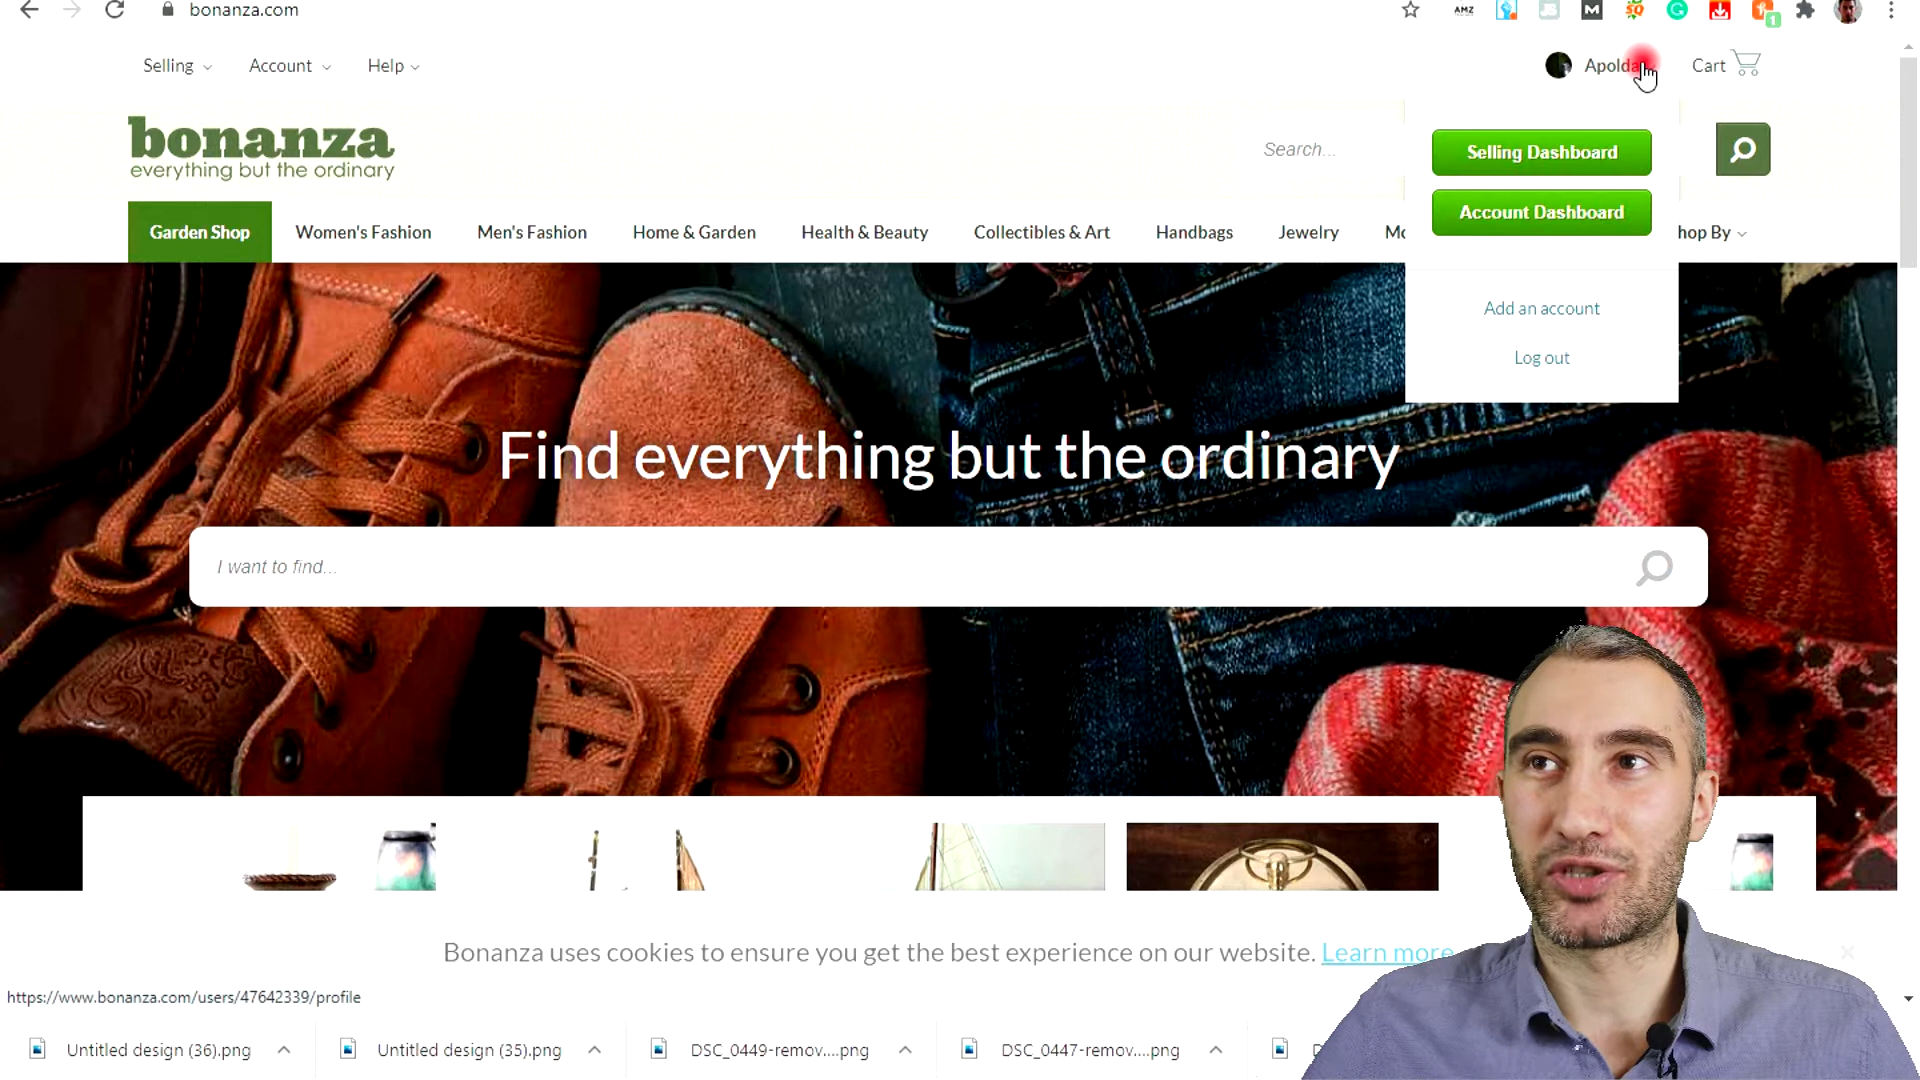 bonanza.com
AMZ
1
Selling
Account
Help
Cart
bonanza
everything but the ordinary
Search...
Selling Dashboard
Account Dashboard
Add an account
Log out
Garden Shop
Women's Fashion
Men's Fashion
Home & Garden
Health & Beauty
Collectibles & Art
Handbags
Jewelry
hop By
Find everything but the ordinary
I want to find...
Bonanza uses cookies to ensure you get the best experience on our website. Learn more
https://www.bonanza.com/users/47642339/profile
Untitled design (36).png
Untitled design (35).png
DSC_0449-remov....png
DSC_0447-remov....png